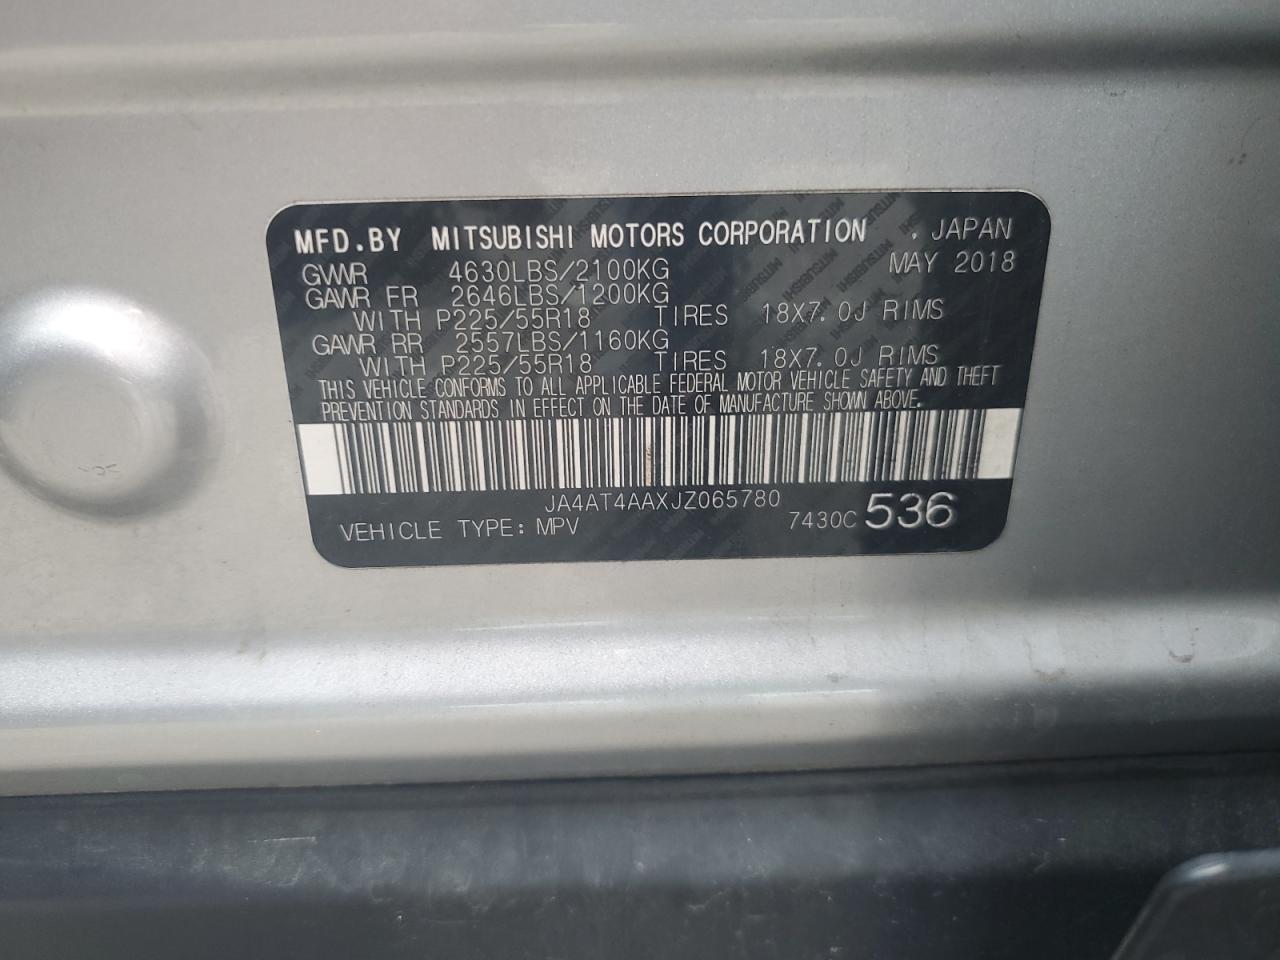 MFD.BY MITSUBISHI MOTORS CORPORATION , JAPAN
GVWR 4630LBS/2100KG MAY 2018
GAWR FR 2646LBS/1200KG
WITH P225/55R18 TIRES 18X7.0J RIMS
GAWR RR 2557LBS/1160KG
WITH P225/55R18 TIRES 18X7.0J RIMS
THIS VEHICLE CONFORMS TO ALL APPLICABLE FEDERAL MOTOR VEHICLE SAFETY AND THEFT
PREVENTION STANDARDS IN EFFECT ON THE DATE OF MANUFACTURE SHOWN ABOVE.
JA4AT4AAXJZ065780
VEHICLE TYPE: MPV 7430C 536